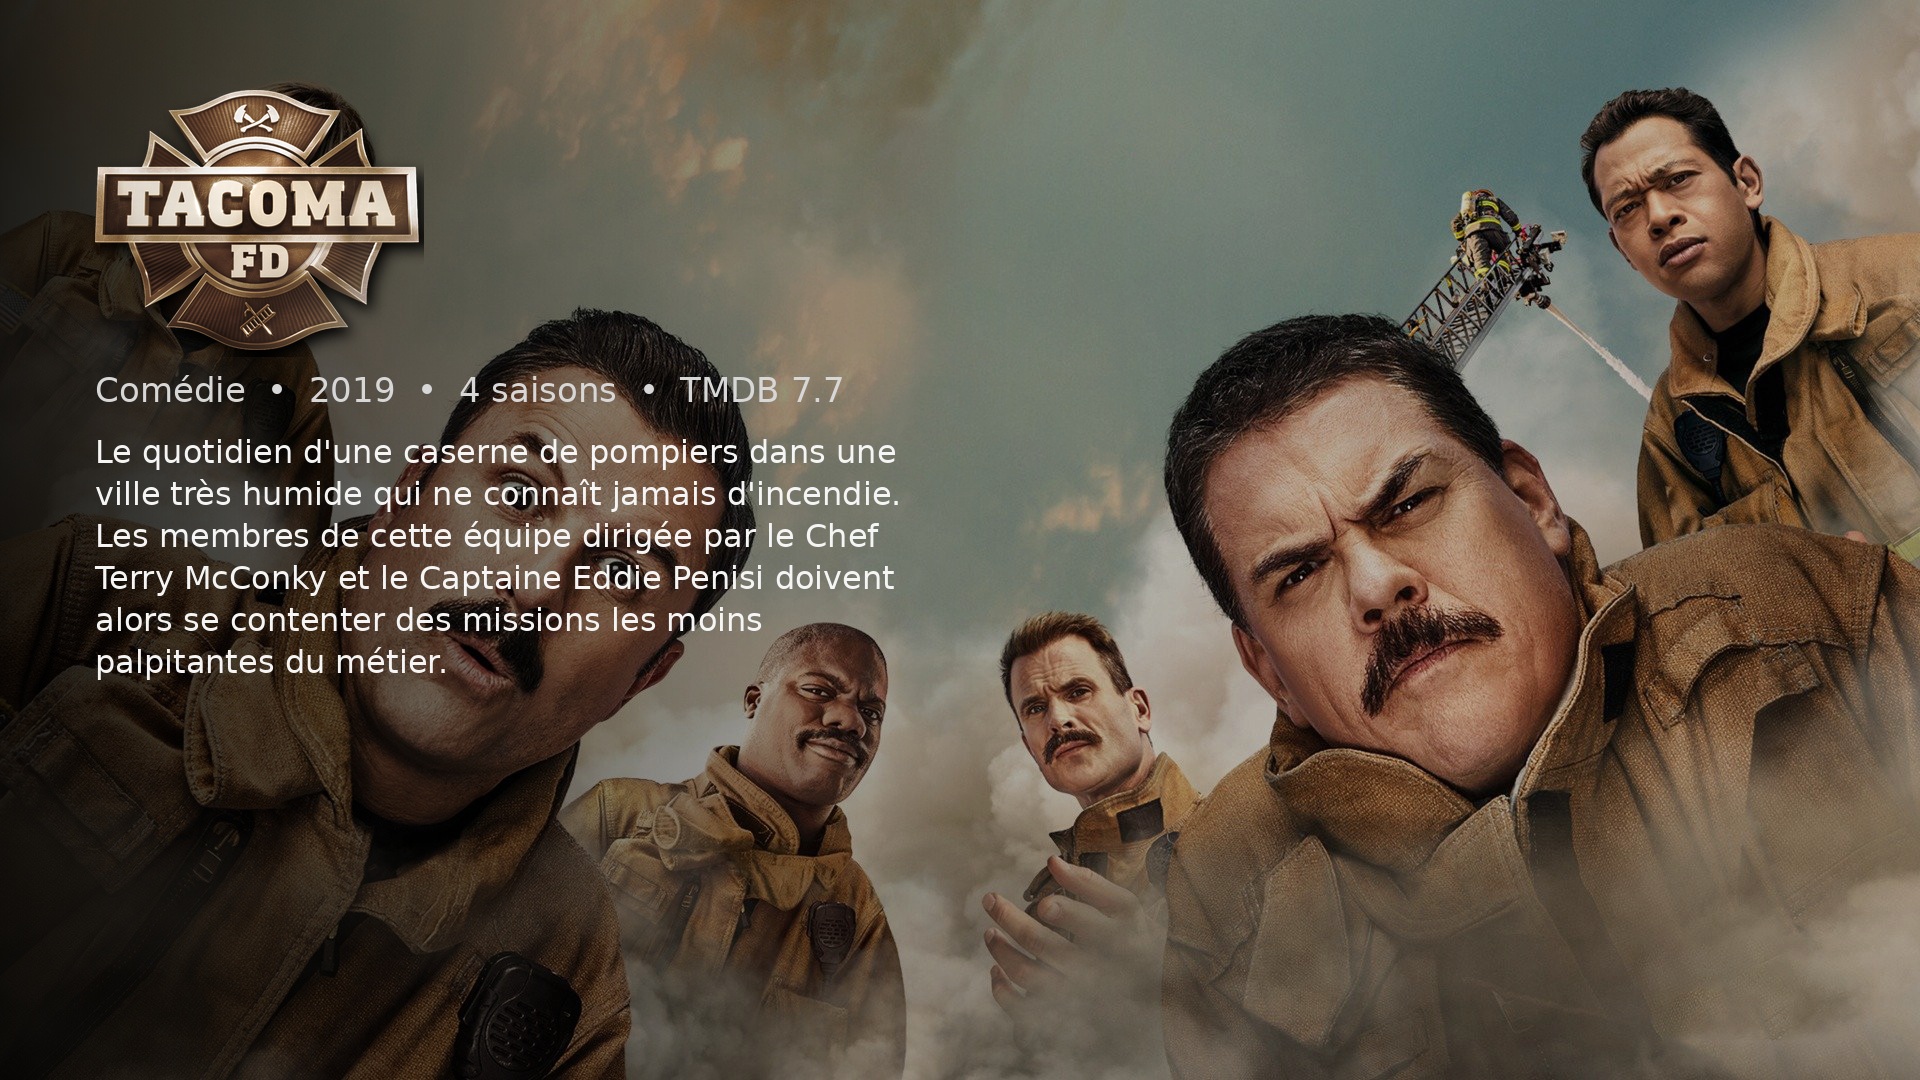 TACOMA
FD
Comédie • 2019 • 4 saisons • TMDB 7.7
Le quotidien d'une caserne de pompiers dans une
ville très humide qui ne connaît jamais d'incendie.
Les membres de cette équipe dirigée par le Chef
Terry McConky et le Captaine Eddie Penisi doivent
alors se contenter des missions les moins
palpitantes du métier.